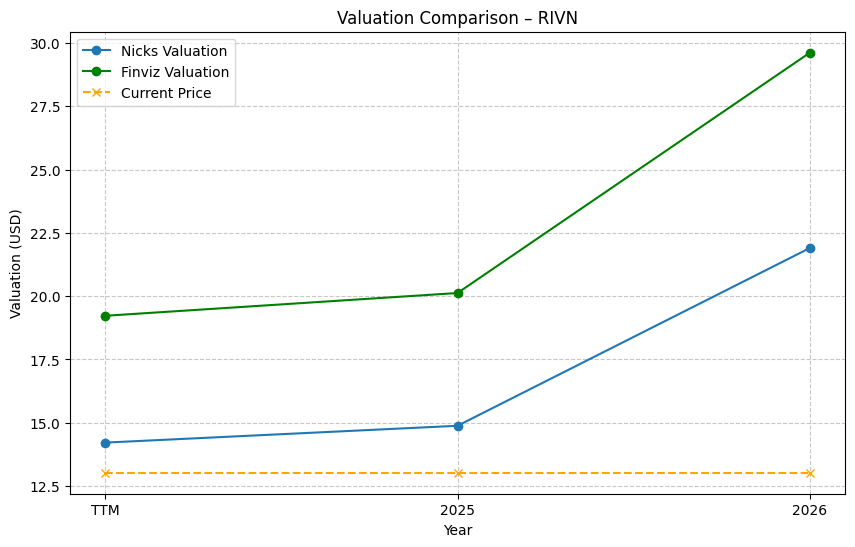 Valuation Comparison – RIVN
Nicks Valuation
Finviz Valuation
Current Price
Valuation (USD)
30.0
27.5
25.0
22.5
20.0
17.5
15.0
12.5
TTM
2025
2026
Year